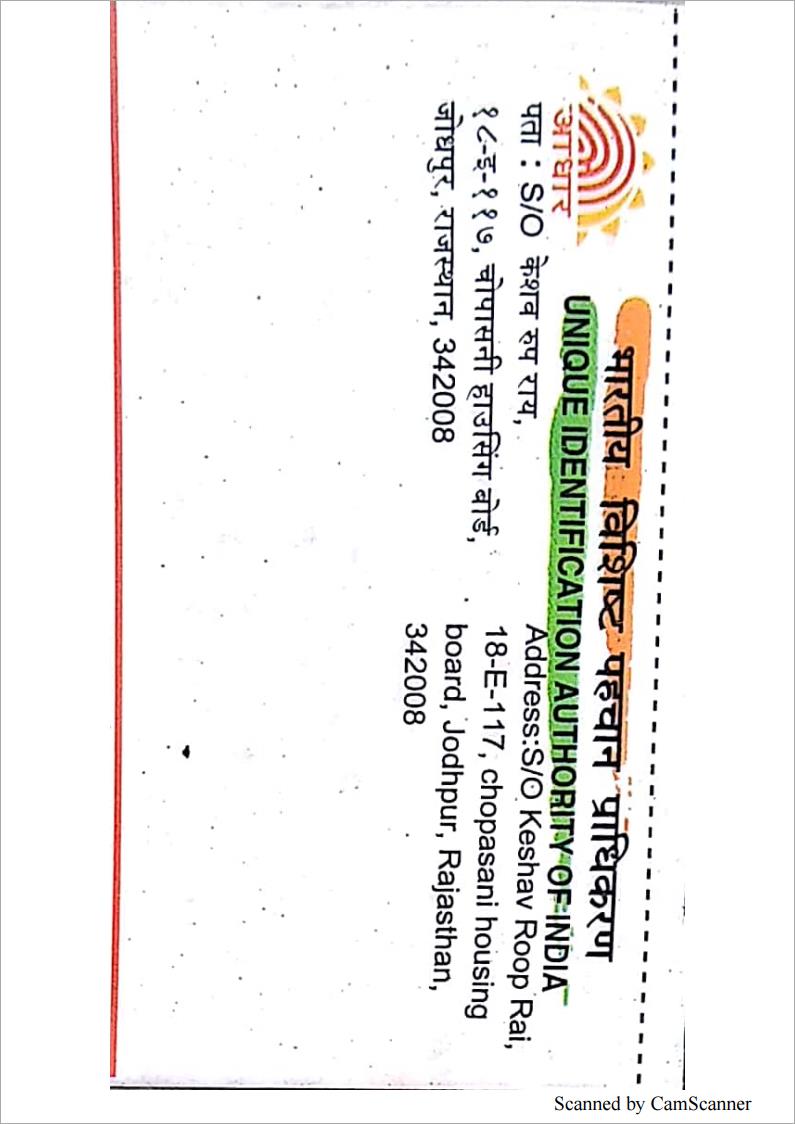 भारतीय विशिष्ट पहचान प्राधिकरण
UNIQUE IDENTIFICATION AUTHORITY OF INDIA
आधार
पता : S/O केशव रुप राय,
१८-इ-११७, चोपासनी हाउसिंग बोर्ड,
जोधपुर, राजस्थान, 342008
Address:S/O Keshav Roop Rai,
18-E-117, chopasani housing
board, Jodhpur, Rajasthan,
342008
Scanned by CamScanner